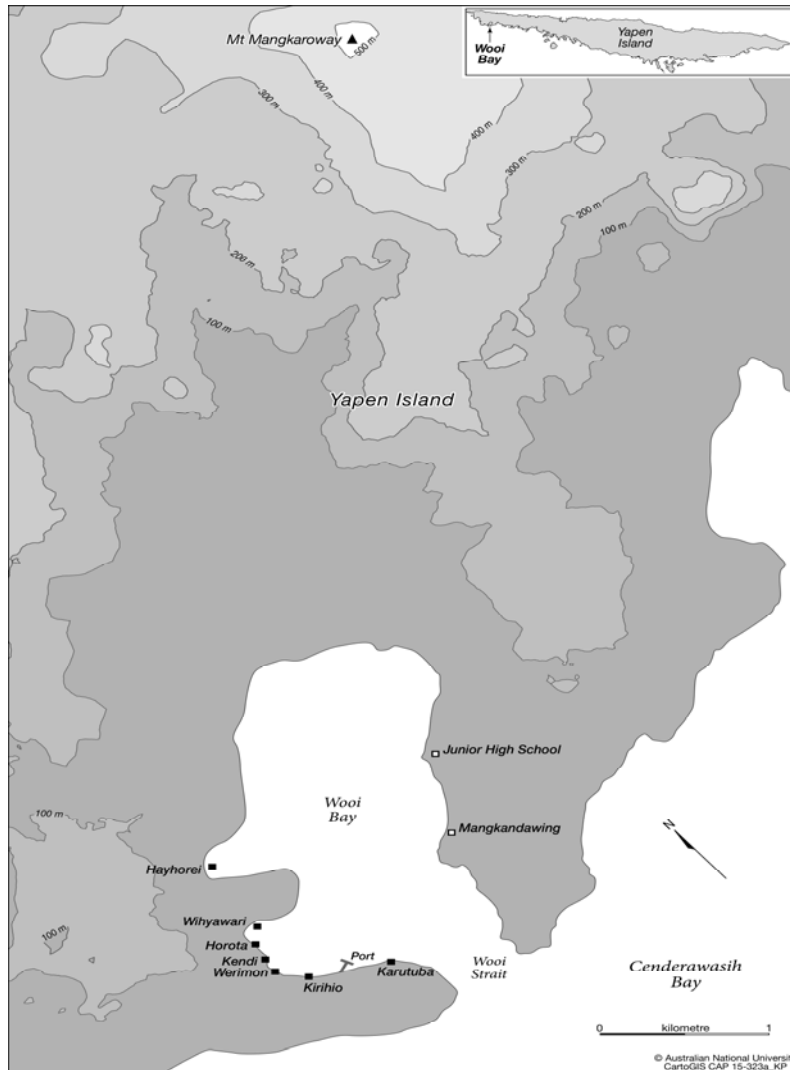 Mt Mangkaroway
500 m
Yapen
Island
Wooi
Bay
400 m
300 m
400 m
300 m
200 m
100 m
200 m
100 m
Yapen Island
Junior High School
Wooi
Bay
100 m
Mangkandawing
N
Hayhorei
Wihyawari
100 m
Horota
Port
Kendi
Wooi
Strait
Cenderawasih
Bay
Werimon
Karutuba
Kirihio
0 kilometre 1
© Australian National Universit
CartoGIS CAP 15-323a_KP